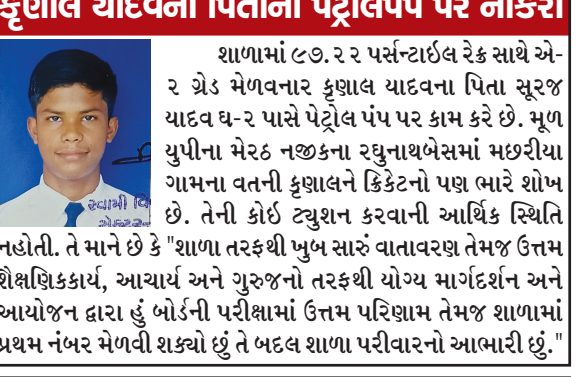 કૃણાલ યાદવના પિતાની પેટ્રોલપંપ પર નોકરી
શાળામાં ૯૭.૨૨ પર્સન્ટાઇલ રેન્ક સાથે એ-
૨ ગ્રેડ મેળવનાર કૃણાલ યાદવના પિતા સૂરજ
યાદવ ઘ-૨ પાસે પેટ્રોલ પંપ પર કામ કરે છે. મૂળ
યુપીના મેરઠ નજીકના રઘુનાથબેસમાં મછરીયા
ગામના વતની કૃણાલને ક્રિકેટનો પણ ભારે શોખ
છે. તેની કોઇ ટ્યુશન કરવાની આર્થિક સ્થિતિ
નહોતી. તે માને છે કે "શાળા તરફથી ખુબ સારું વાતાવરણ તેમજ ઉત્તમ
શૈક્ષણિકકાર્ય, આચાર્ય અને ગુરુજનો તરફથી યોગ્ય માર્ગદર્શન અને
આયોજન દ્વારા હું બોર્ડની પરીક્ષામાં ઉત્તમ પરિણામ તેમજ શાળામાં
પ્રથમ નંબર મેળવી શક્યો છું તે બદલ શાળા પરીવારનો આભારી છું."
સ્વામી